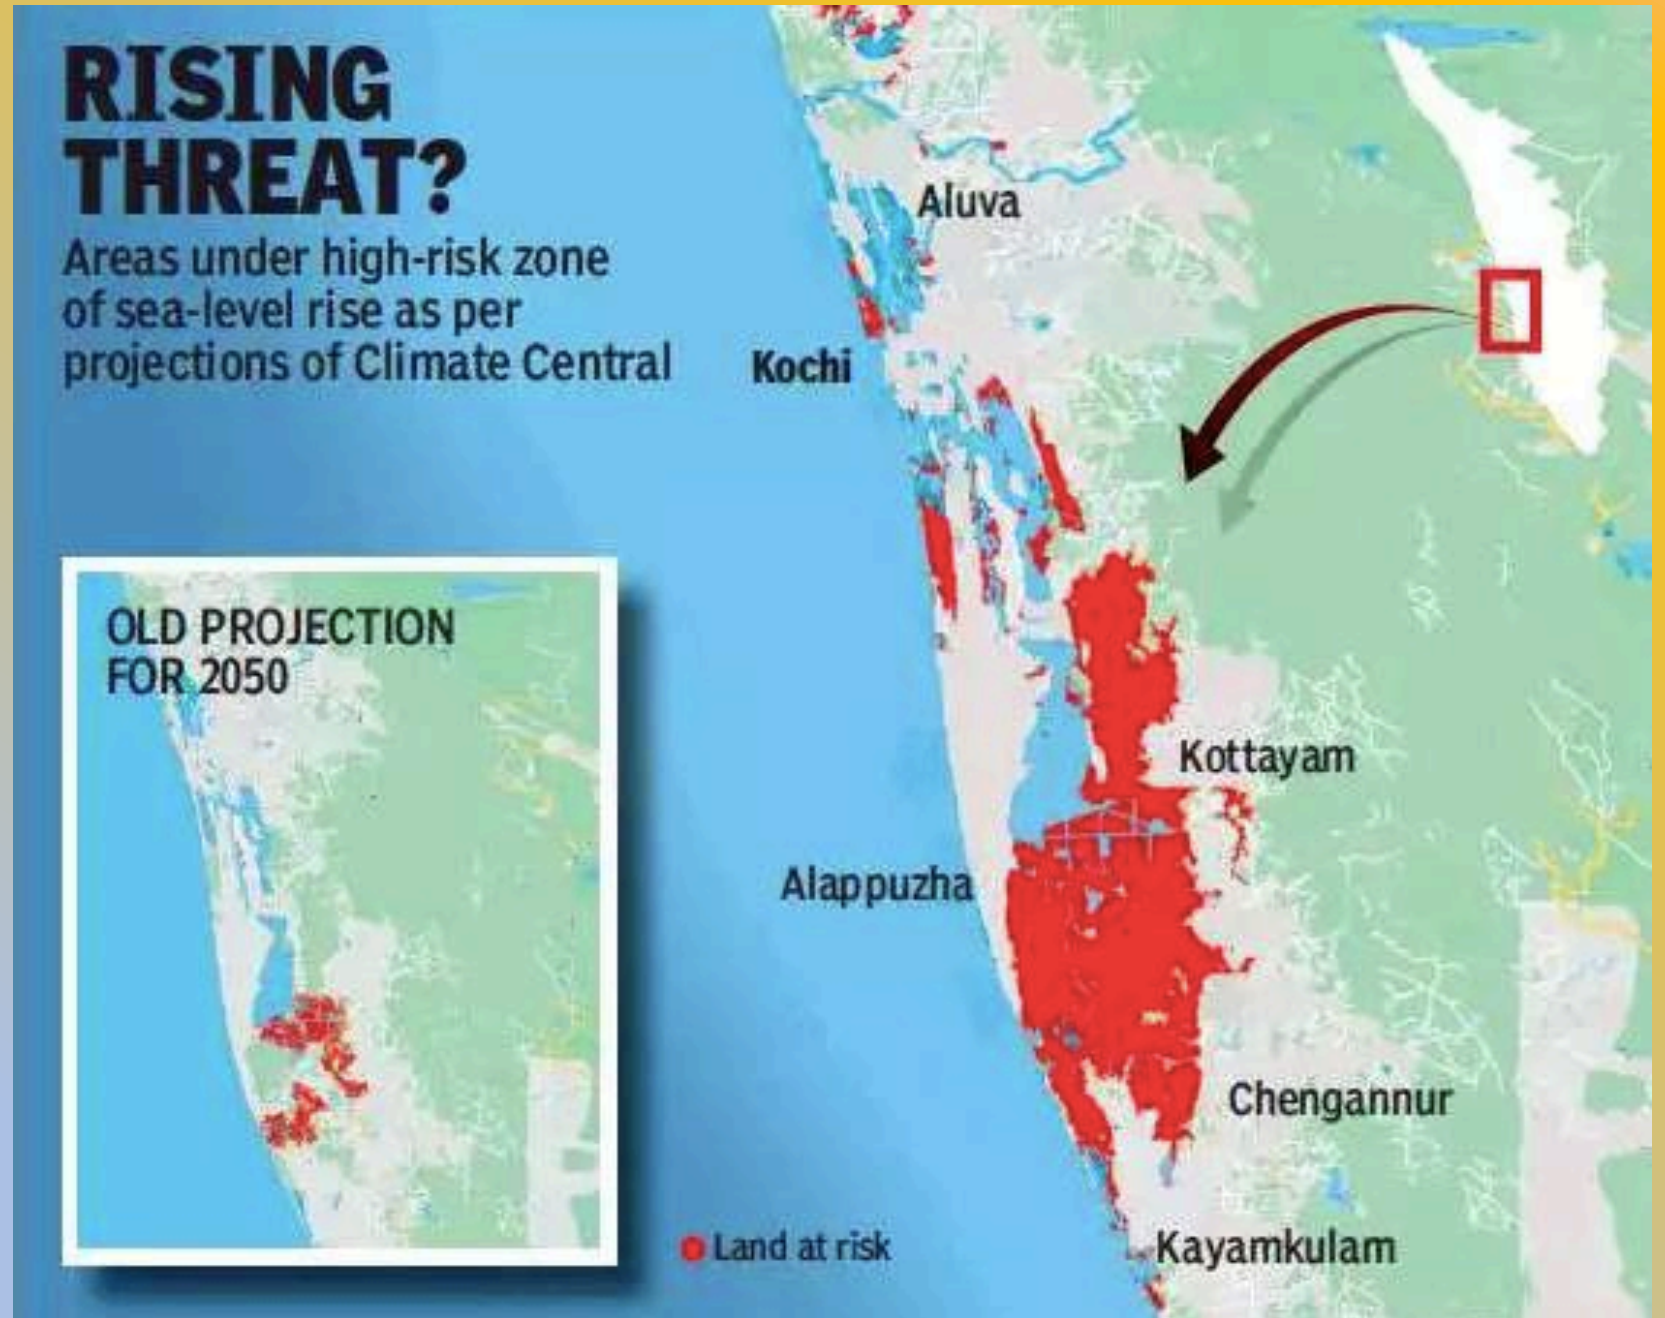 RISING
THREAT?
Areas under high-risk zone
of sea-level rise as per
projections of Climate Central
Aluva
Kochi
OLD PROJECTION
FOR 2050
Kottayam
Alappuzha
Chengannur
Land at risk
Kayamkulam